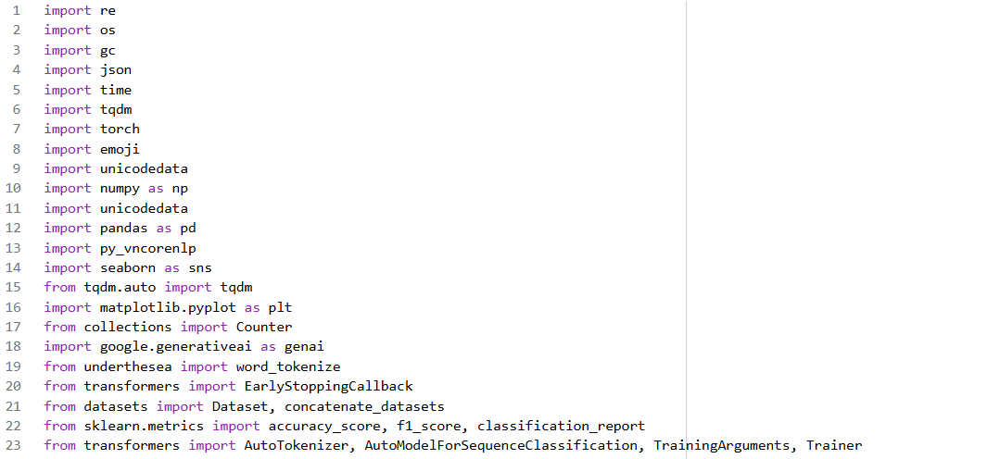 1 import re
2 import os
3 import gc
4 import json
5 import time
6 import tqdm
7 import torch
8 import emoji
9 import unicodedata
10 import numpy as np
11 import unicodedata
12 import pandas as pd
13 import py_vncorenlp
14 import seaborn as sns
15 from tqdm.auto import tqdm
16 import matplotlib.pyplot as plt
17 from collections import Counter
18 import google.generativeai as genai
19 from underthesea import word_tokenize
20 from transformers import EarlyStoppingCallback
21 from datasets import Dataset, concatenate_datasets
22 from sklearn.metrics import accuracy_score, f1_score, classification_report
23 from transformers import AutoTokenizer, AutoModelForSequenceClassification, TrainingArguments, Trainer